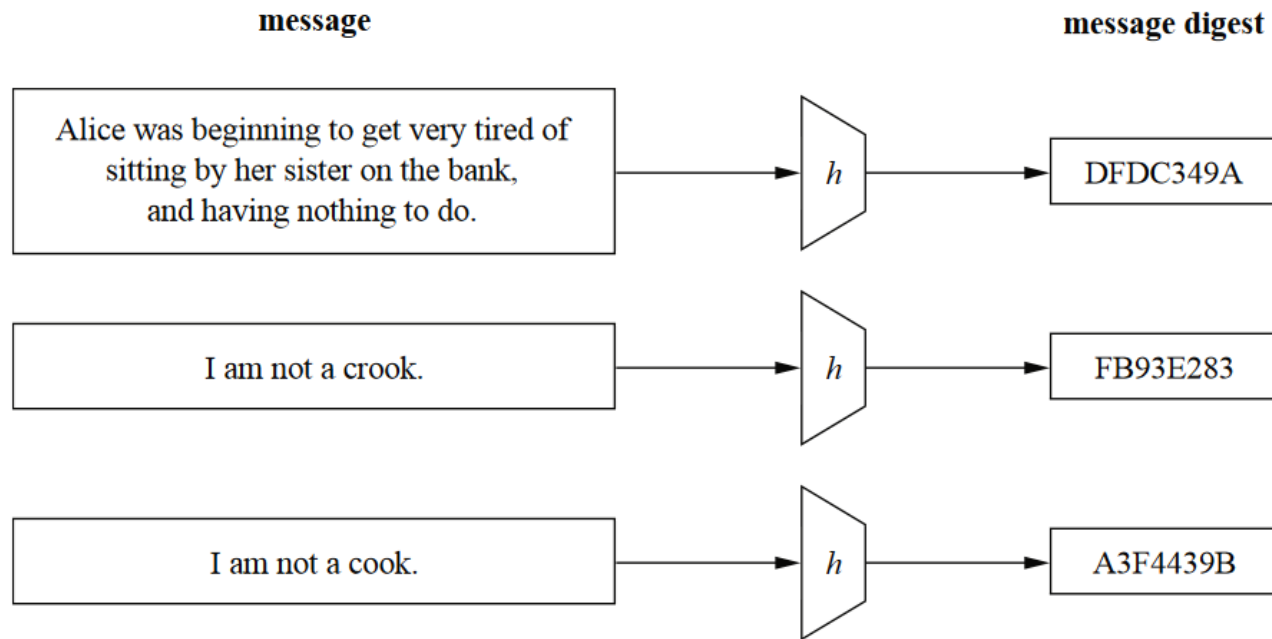 message
message digest
Alice was beginning to get very tired of
sitting by her sister on the bank,
and having nothing to do.
h
DFDC349A
I am not a crook.
h
FB93E283
I am not a cook.
h
A3F4439B